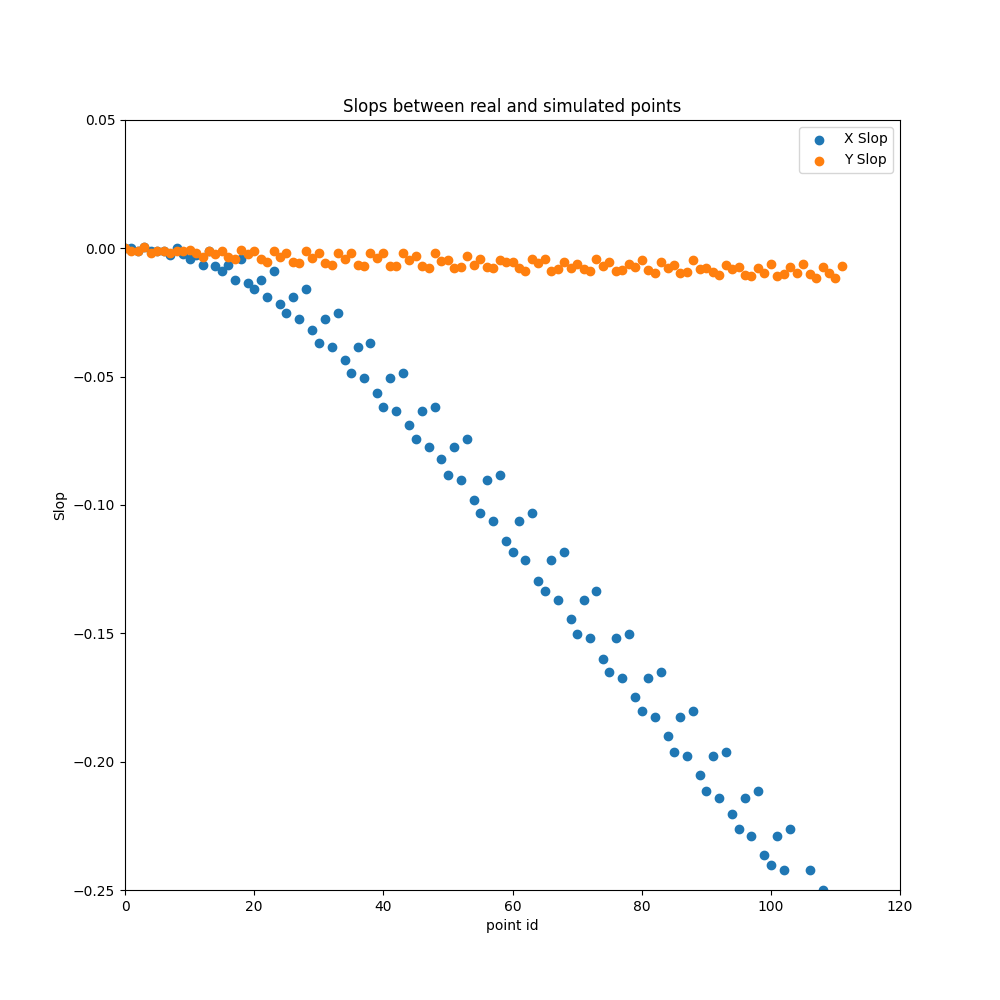 Slops between real and simulated points
X Slop
Y Slop
0.05
0.00
−0.05
−0.10
−0.15
−0.20
−0.25
Slop
0 20 40 60 80 100 120
point id